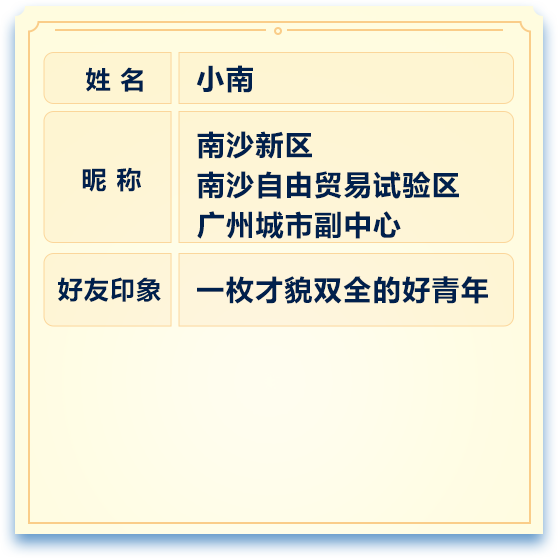 姓 名 小南
昵 称 南沙新区
南沙自由贸易试验区
广州城市副中心
好友印象 一枚才貌双全的好青年